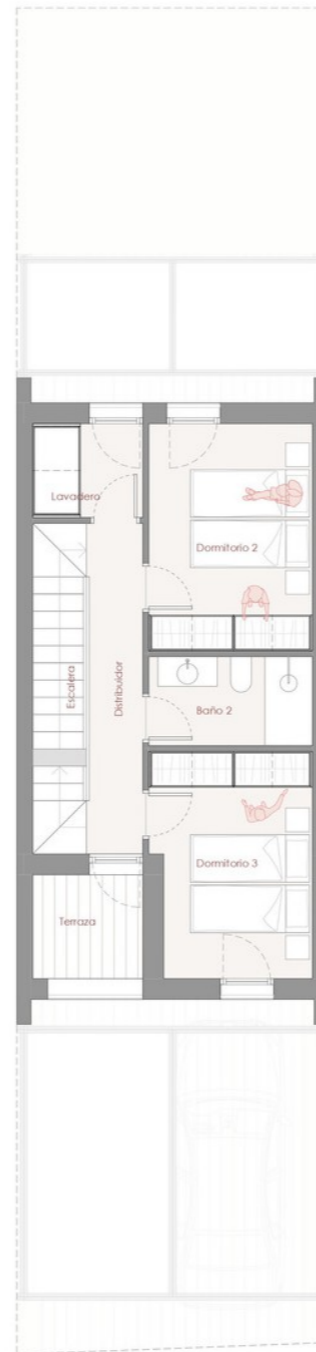 Lavadero
Dormitorio 2
Escalera
Distribuidor
Baño 2
Dormitorio 3
Terraza